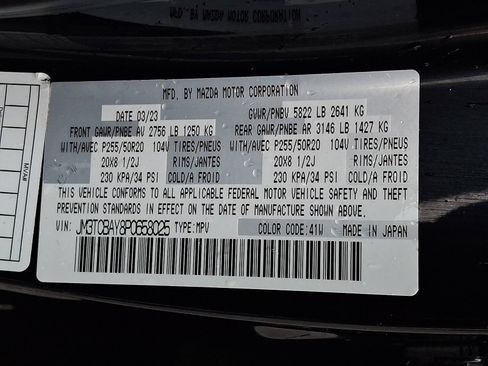 MFD. BY MAZDA MOTOR CORPORATION
DATE 03/23 GVWR/PNBV 5822 LB 2641 KG
FRONT GAWR/PNBE AV 2756 LB 1250 KG REAR GAWR/PNBE AR 3146 LB 1427 KG
WITH/AVEC P255/50R20 104V TIRES/PNEUS WITH/AVEC P255/50R20 104V TIRES/PNEUS
20X8 1/2J RIMS/JANTES 20X8 1/2J RIMS/JANTES
230 KPA/34 PSI COLD/A FROID 230 KPA/34 PSI COLD/A FROID
THIS VEHICLE CONFORMS TO ALL APPLICABLE FEDERAL MOTOR VEHICLE SAFETY AND THEFT
PREVENTION STANDARDS IN EFFECT ON THE DATE OF MANUFACTURE SHOWN ABOVE.
VIN: JM3TCBAY8P0658025 TYPE:MPV COLOR CODE:41W MADE IN JAPAN